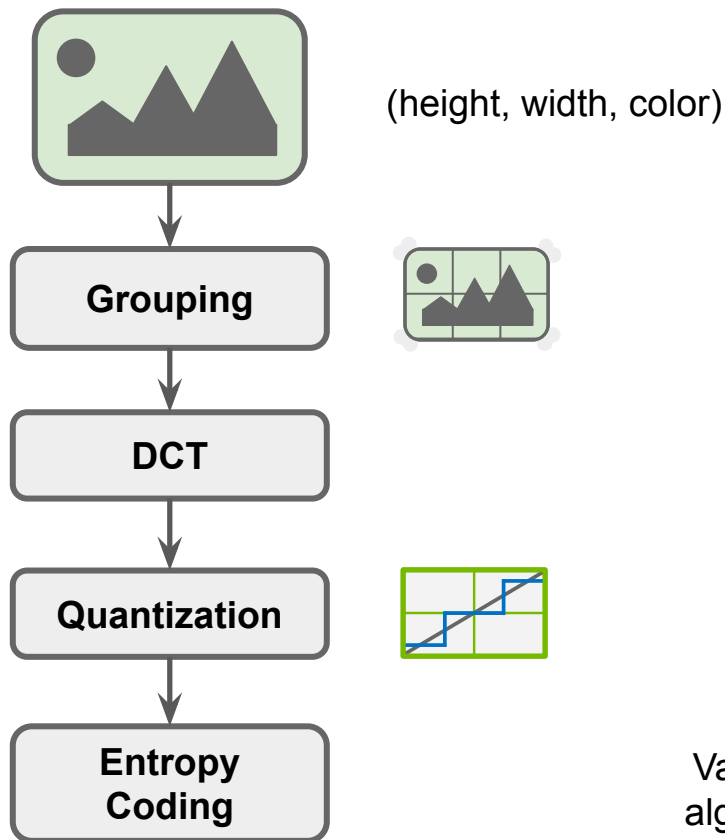 (height, width, color)
Grouping
DCT
Quantization
Entropy
Coding